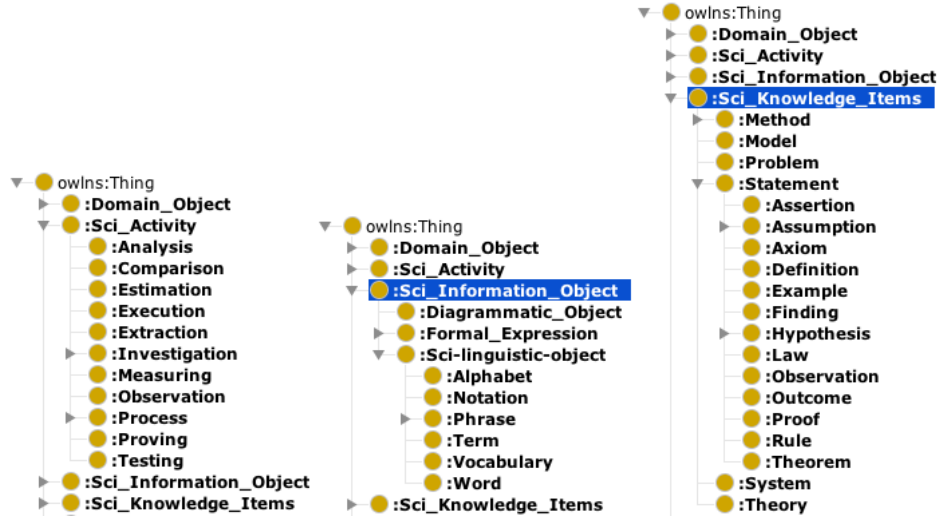 owlns:Thing
:Domain_Object
:Sci_Activity
:Analysis
:Comparison
:Estimation
:Execution
:Extraction
:Investigation
:Measuring
:Observation
:Process
:Proving
:Testing
:Sci_Information_Object
:Sci_Knowledge_Items
owlns:Thing
:Domain_Object
:Sci_Activity
:Sci_Information_Object
:Diagrammatic_Object
:Formal_Expression
:Sci-linguistic-object
:Alphabet
:Notation
:Phrase
:Term
:Vocabulary
:Word
:Sci_Knowledge_Items
owlns:Thing
:Domain_Object
:Sci_Activity
:Sci_Information_Object
:Sci_Knowledge_Items
:Method
:Model
:Problem
:Statement
:Assertion
:Assumption
:Axiom
:Definition
:Example
:Finding
:Hypothesis
:Law
:Observation
:Outcome
:Proof
:Rule
:Theorem
:System
:Theory